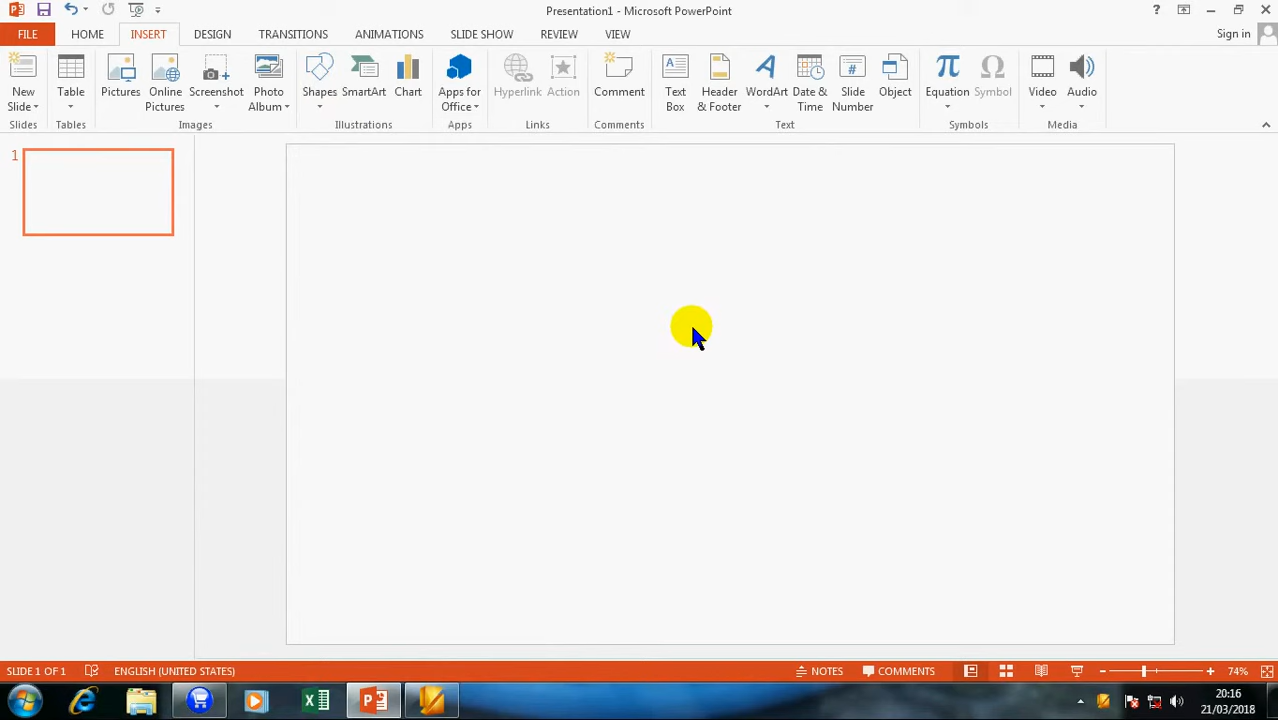 Presentation1 - Microsoft PowerPoint
?
FILE HOME INSERT DESIGN TRANSITIONS ANIMATIONS SLIDE SHOW REVIEW VIEW Sign in
New Slide
Table
Pictures
Online Pictures
Screenshot
Photo Album
Shapes
SmartArt
Chart
Apps for Office
Hyperlink
Action
Comment
Text Box
Header & Footer
WordArt
Date & Time
Slide Number
Object
Equation
Symbol
Video
Audio
Slides Tables Images Illustrations Apps Links Comments Text Symbols Media
1
SLIDE 1 OF 1 ENGLISH (UNITED STATES) NOTES COMMENTS 74%
20:16
21/03/2018